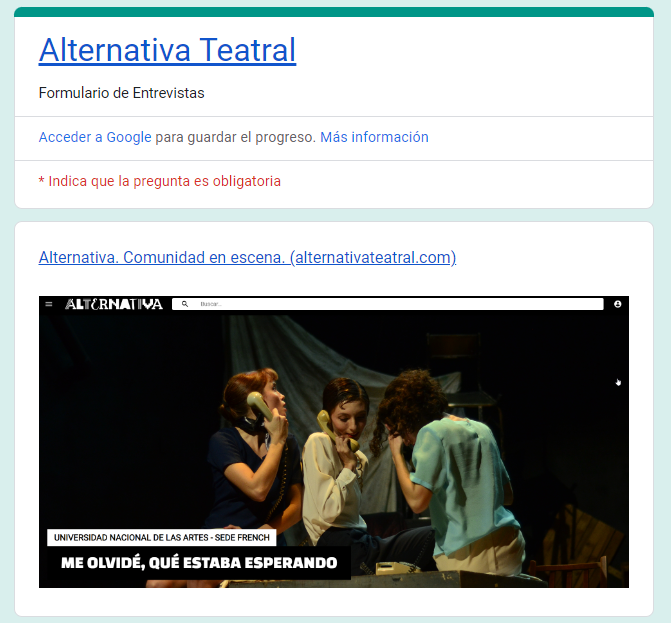 Alternativa Teatral
Formulario de Entrevistas
Acceder a Google para guardar el progreso. Más información
* Indica que la pregunta es obligatoria
Alternativa. Comunidad en escena. (alternativateatral.com)
ALTERNATIVA Buscar...
UNIVERSIDAD NACIONAL DE LAS ARTES - SEDE FRENCH
ME OLVIDÉ, QUÉ ESTABA ESPERANDO